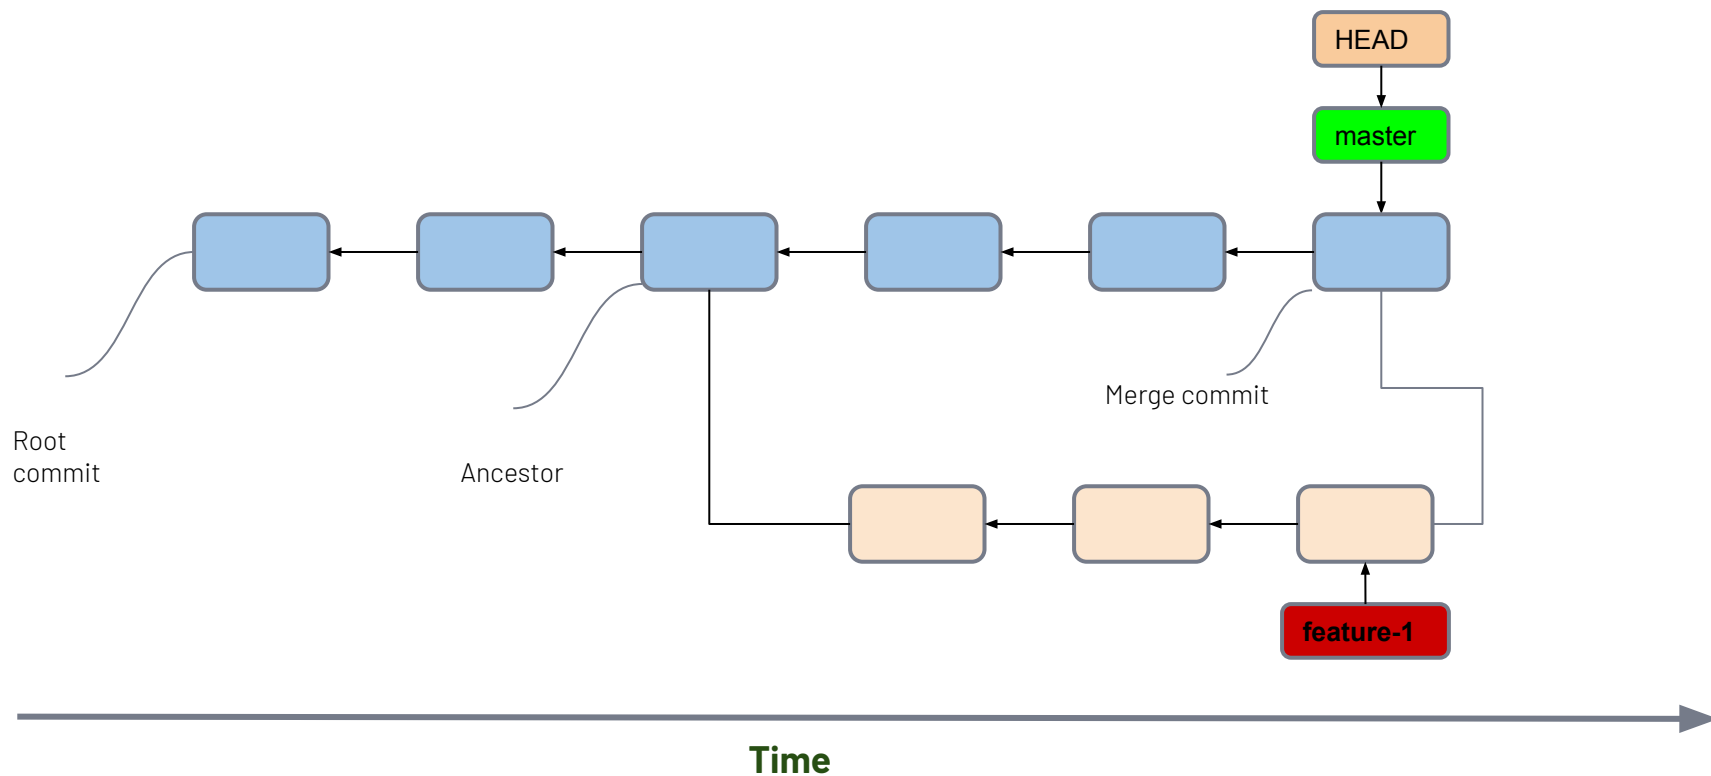 HEAD
master
Merge commit
Root
commit
Ancestor
feature-1
Time